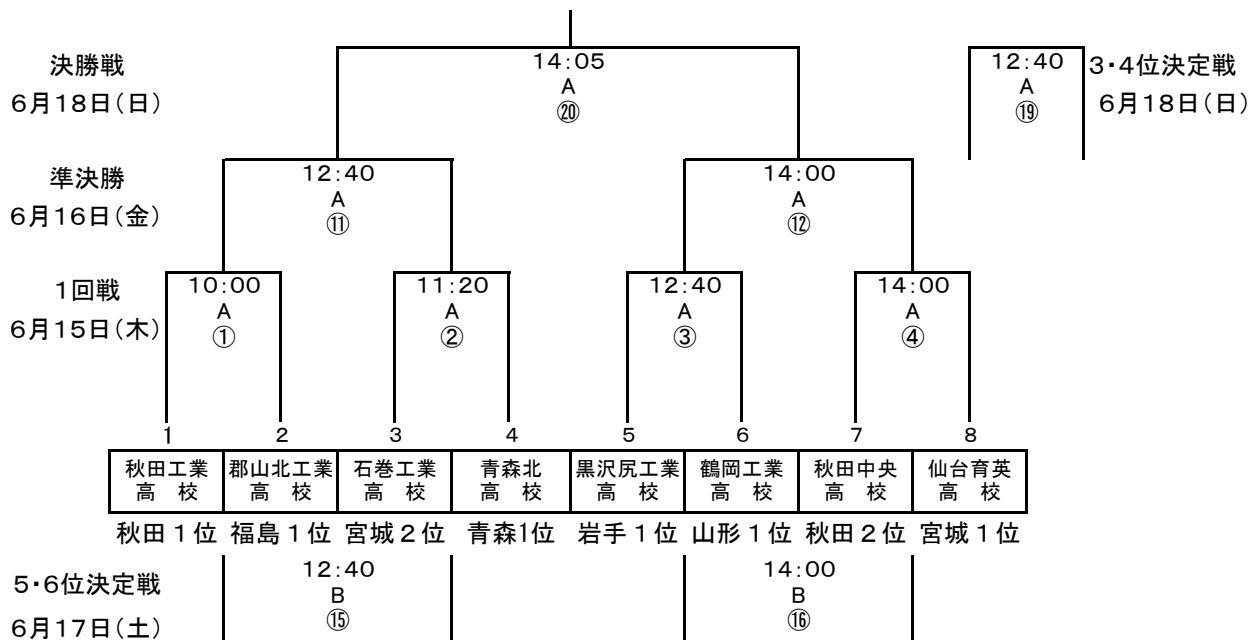 決勝戦
6月18日(日)
14:05
A
⑳
12:40
A
⑲
3・4位決定戦
6月18日(日)
準決勝
6月16日(金)
12:40
A
⑪
14:00
A
⑫
1回戦
6月15日(木)
10:00
A
①
11:20
A
②
12:40
A
③
14:00
A
④
1 2 3 4 5 6 7 8
秋田工業 郡山北工業 石巻工業 青森北 黒沢尻工業 鶴岡工業 秋田中央 仙台育英
高 校 高 校 高 校 高 校 高 校 高 校 高 校 高 校
秋田1位 福島1位 宮城2位 青森1位 岩手1位 山形1位 秋田2位 宮城1位
5・6位決定戦
6月17日(土)
12:40
B
⑮
14:00
B
⑯